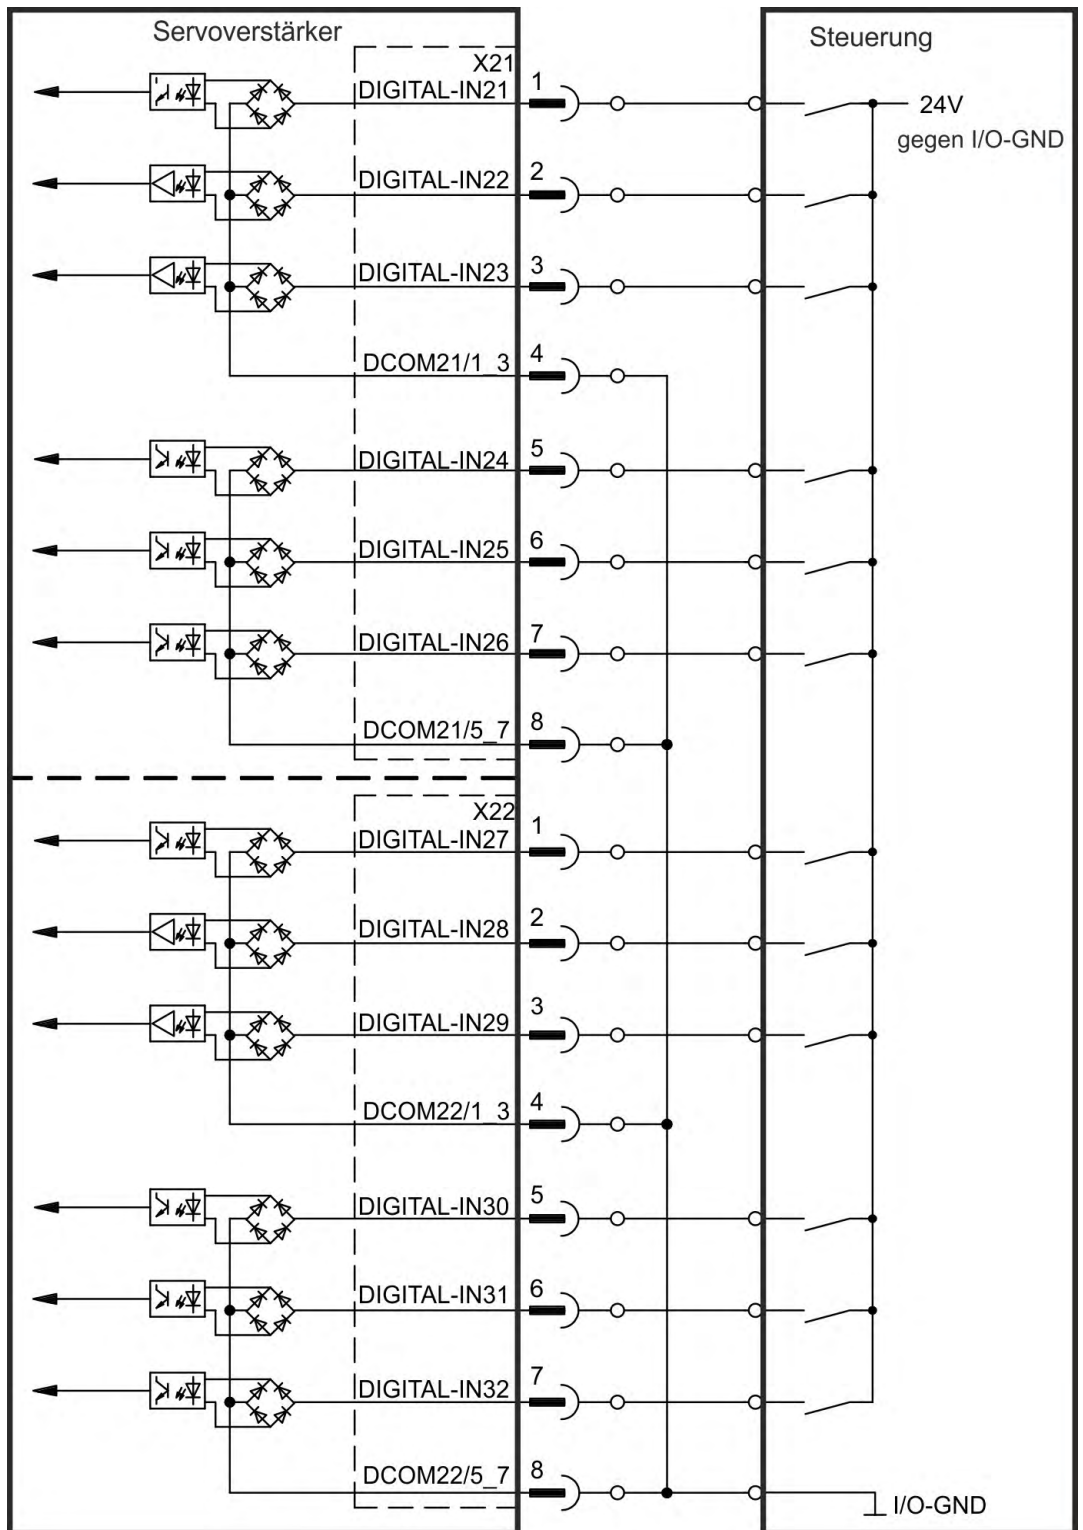 Servoverstärker
Steuerung
X21
DIGITAL-IN21 1
24V
gegen I/O-GND
DIGITAL-IN22 2
DIGITAL-IN23 3
DCOM21/1_3 4
DIGITAL-IN24 5
DIGITAL-IN25 6
DIGITAL-IN26 7
DCOM21/5_7 8
X22
DIGITAL-IN27 1
DIGITAL-IN28 2
DIGITAL-IN29 3
DCOM22/1_3 4
DIGITAL-IN30 5
DIGITAL-IN31 6
DIGITAL-IN32 7
DCOM22/5_7 8
I/O-GND